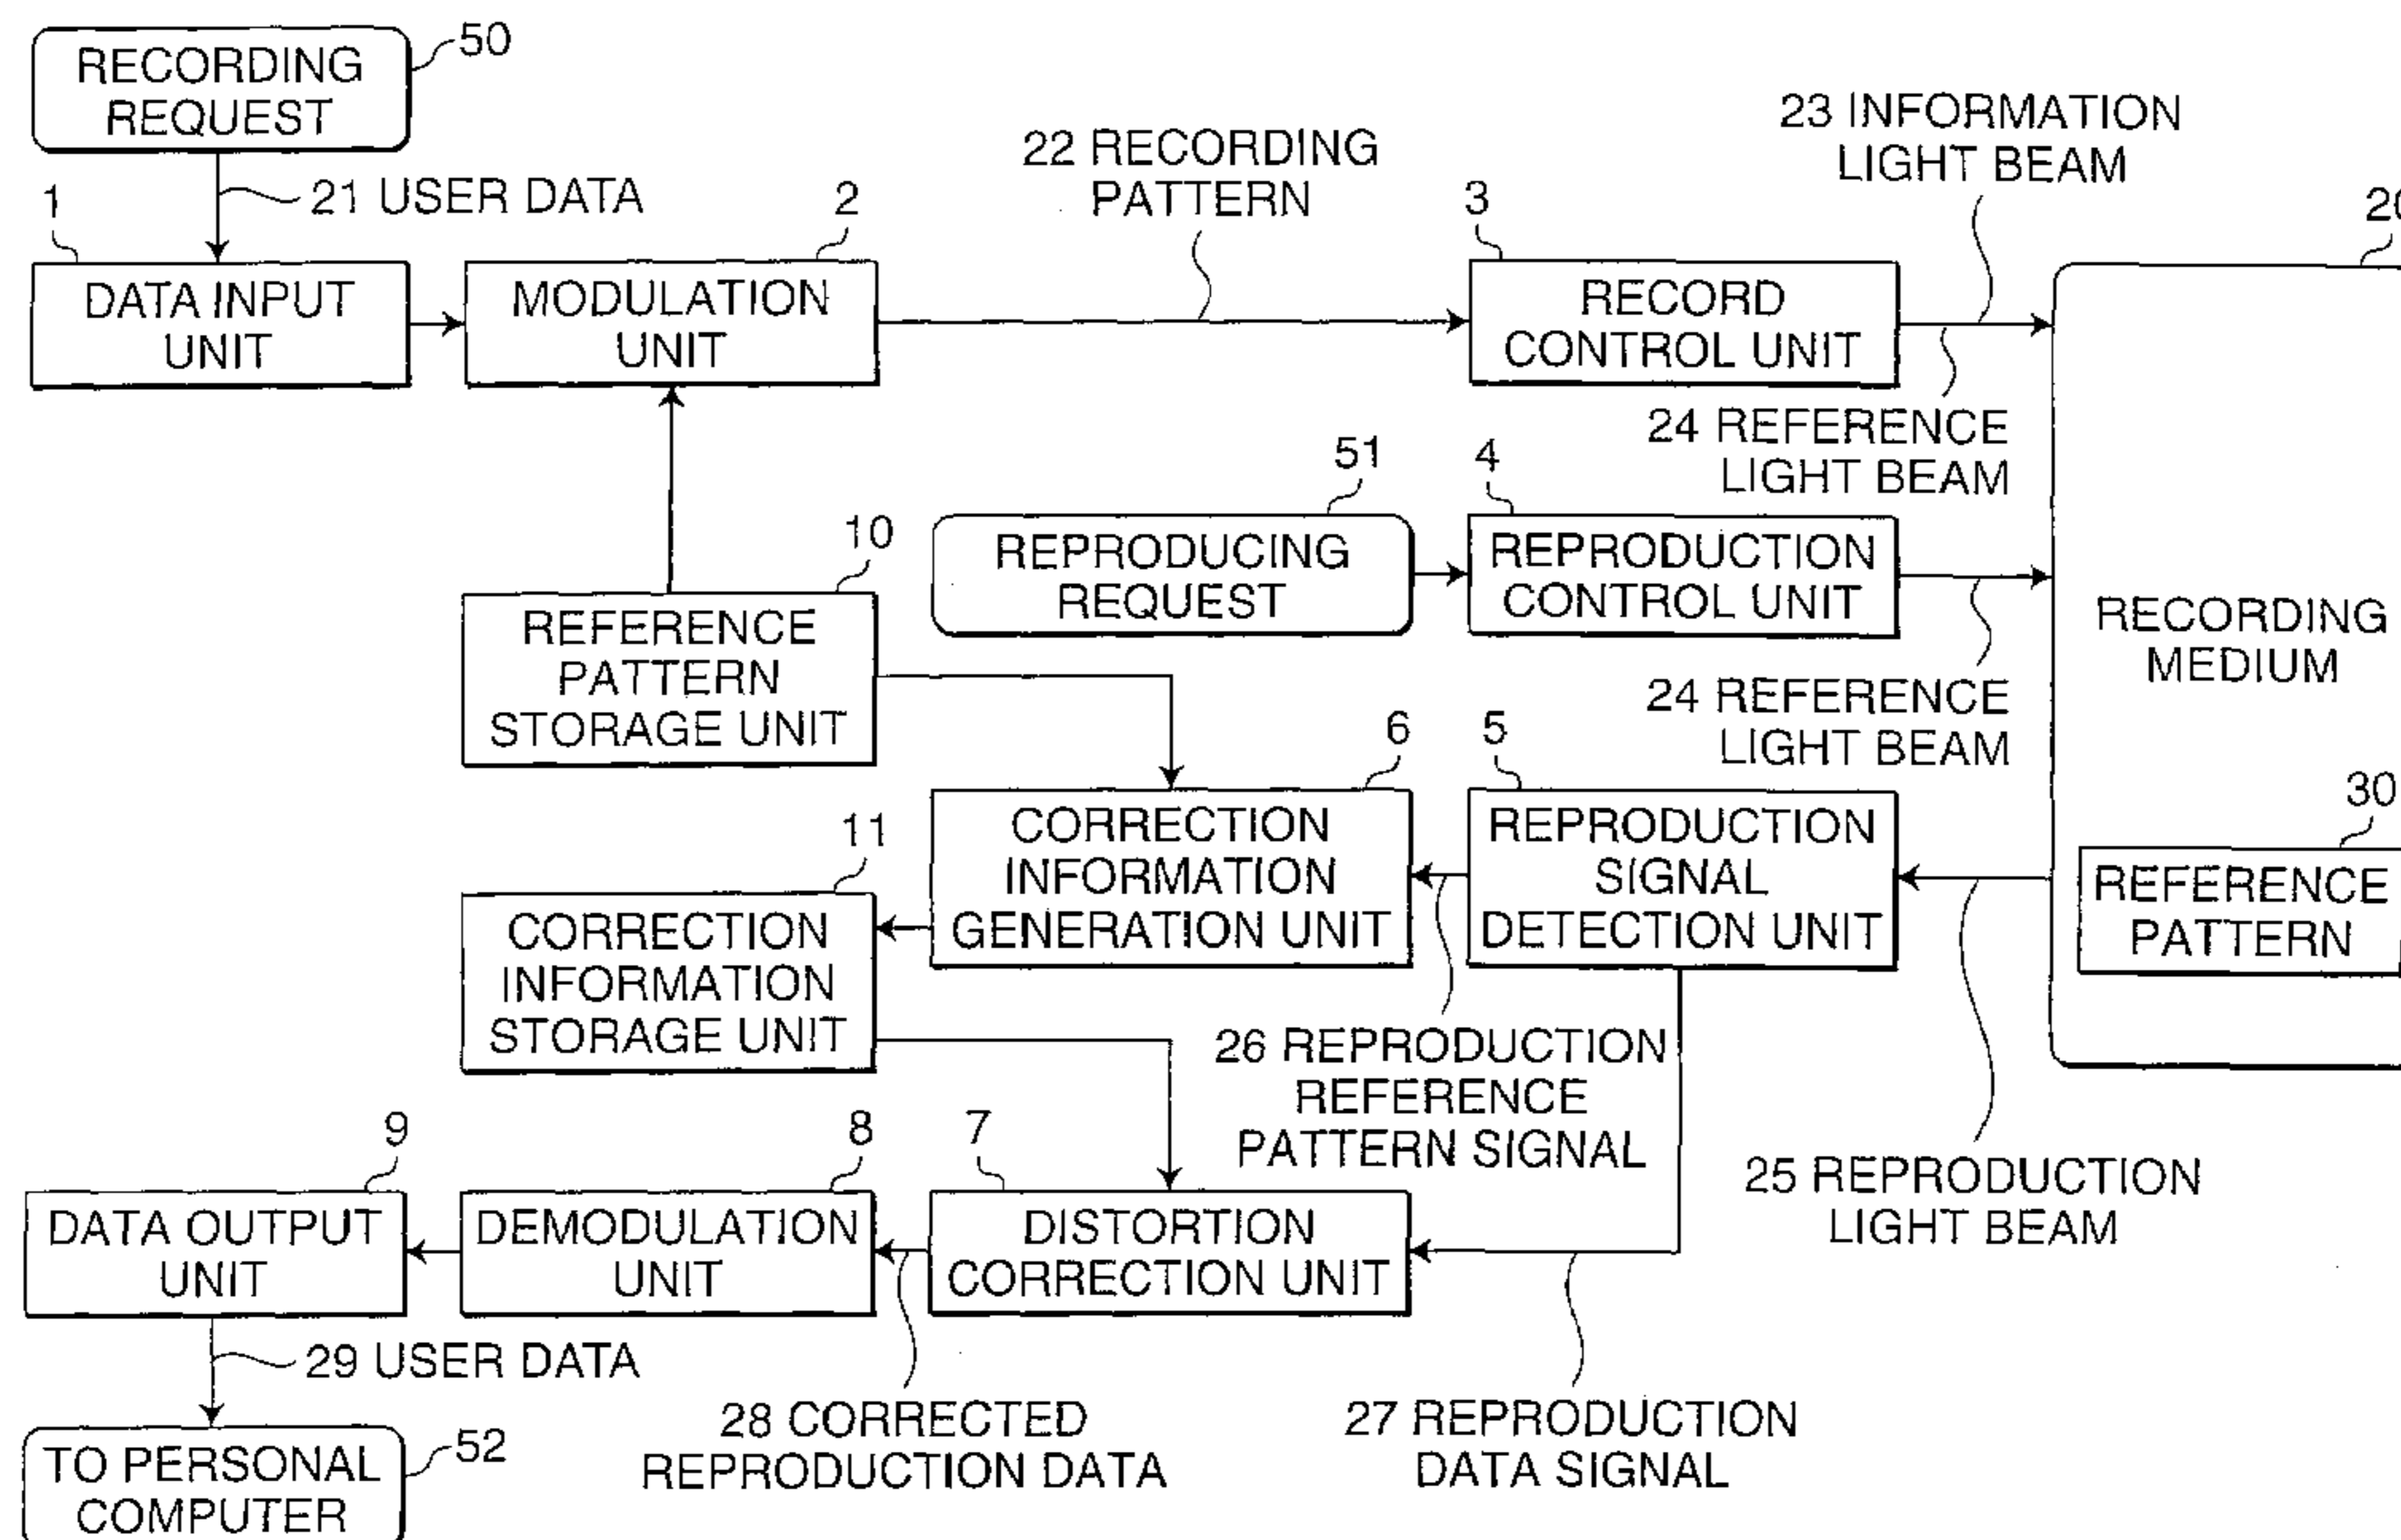 RECORDING
REQUEST
50
21 USER DATA
1
DATA INPUT
UNIT
2
MODULATION
UNIT
22 RECORDING
PATTERN
3
RECORD
CONTROL UNIT
23 INFORMATION
LIGHT BEAM
24 REFERENCE
LIGHT BEAM
20
RECORDING
MEDIUM
51
REPRODUCING
REQUEST
4
REPRODUCTION
CONTROL UNIT
24 REFERENCE
LIGHT BEAM
10
REFERENCE
PATTERN
STORAGE UNIT
6
CORRECTION
INFORMATION
GENERATION UNIT
5
REPRODUCTION
SIGNAL
DETECTION UNIT
30
REFERENCE
PATTERN
11
CORRECTION
INFORMATION
STORAGE UNIT
26 REPRODUCTION
REFERENCE
PATTERN SIGNAL
25 REPRODUCTION
LIGHT BEAM
9
DATA OUTPUT
UNIT
8
DEMODULATION
UNIT
7
DISTORTION
CORRECTION UNIT
29 USER DATA
28 CORRECTED
REPRODUCTION DATA
27 REPRODUCTION
DATA SIGNAL
TO PERSONAL
COMPUTER
52